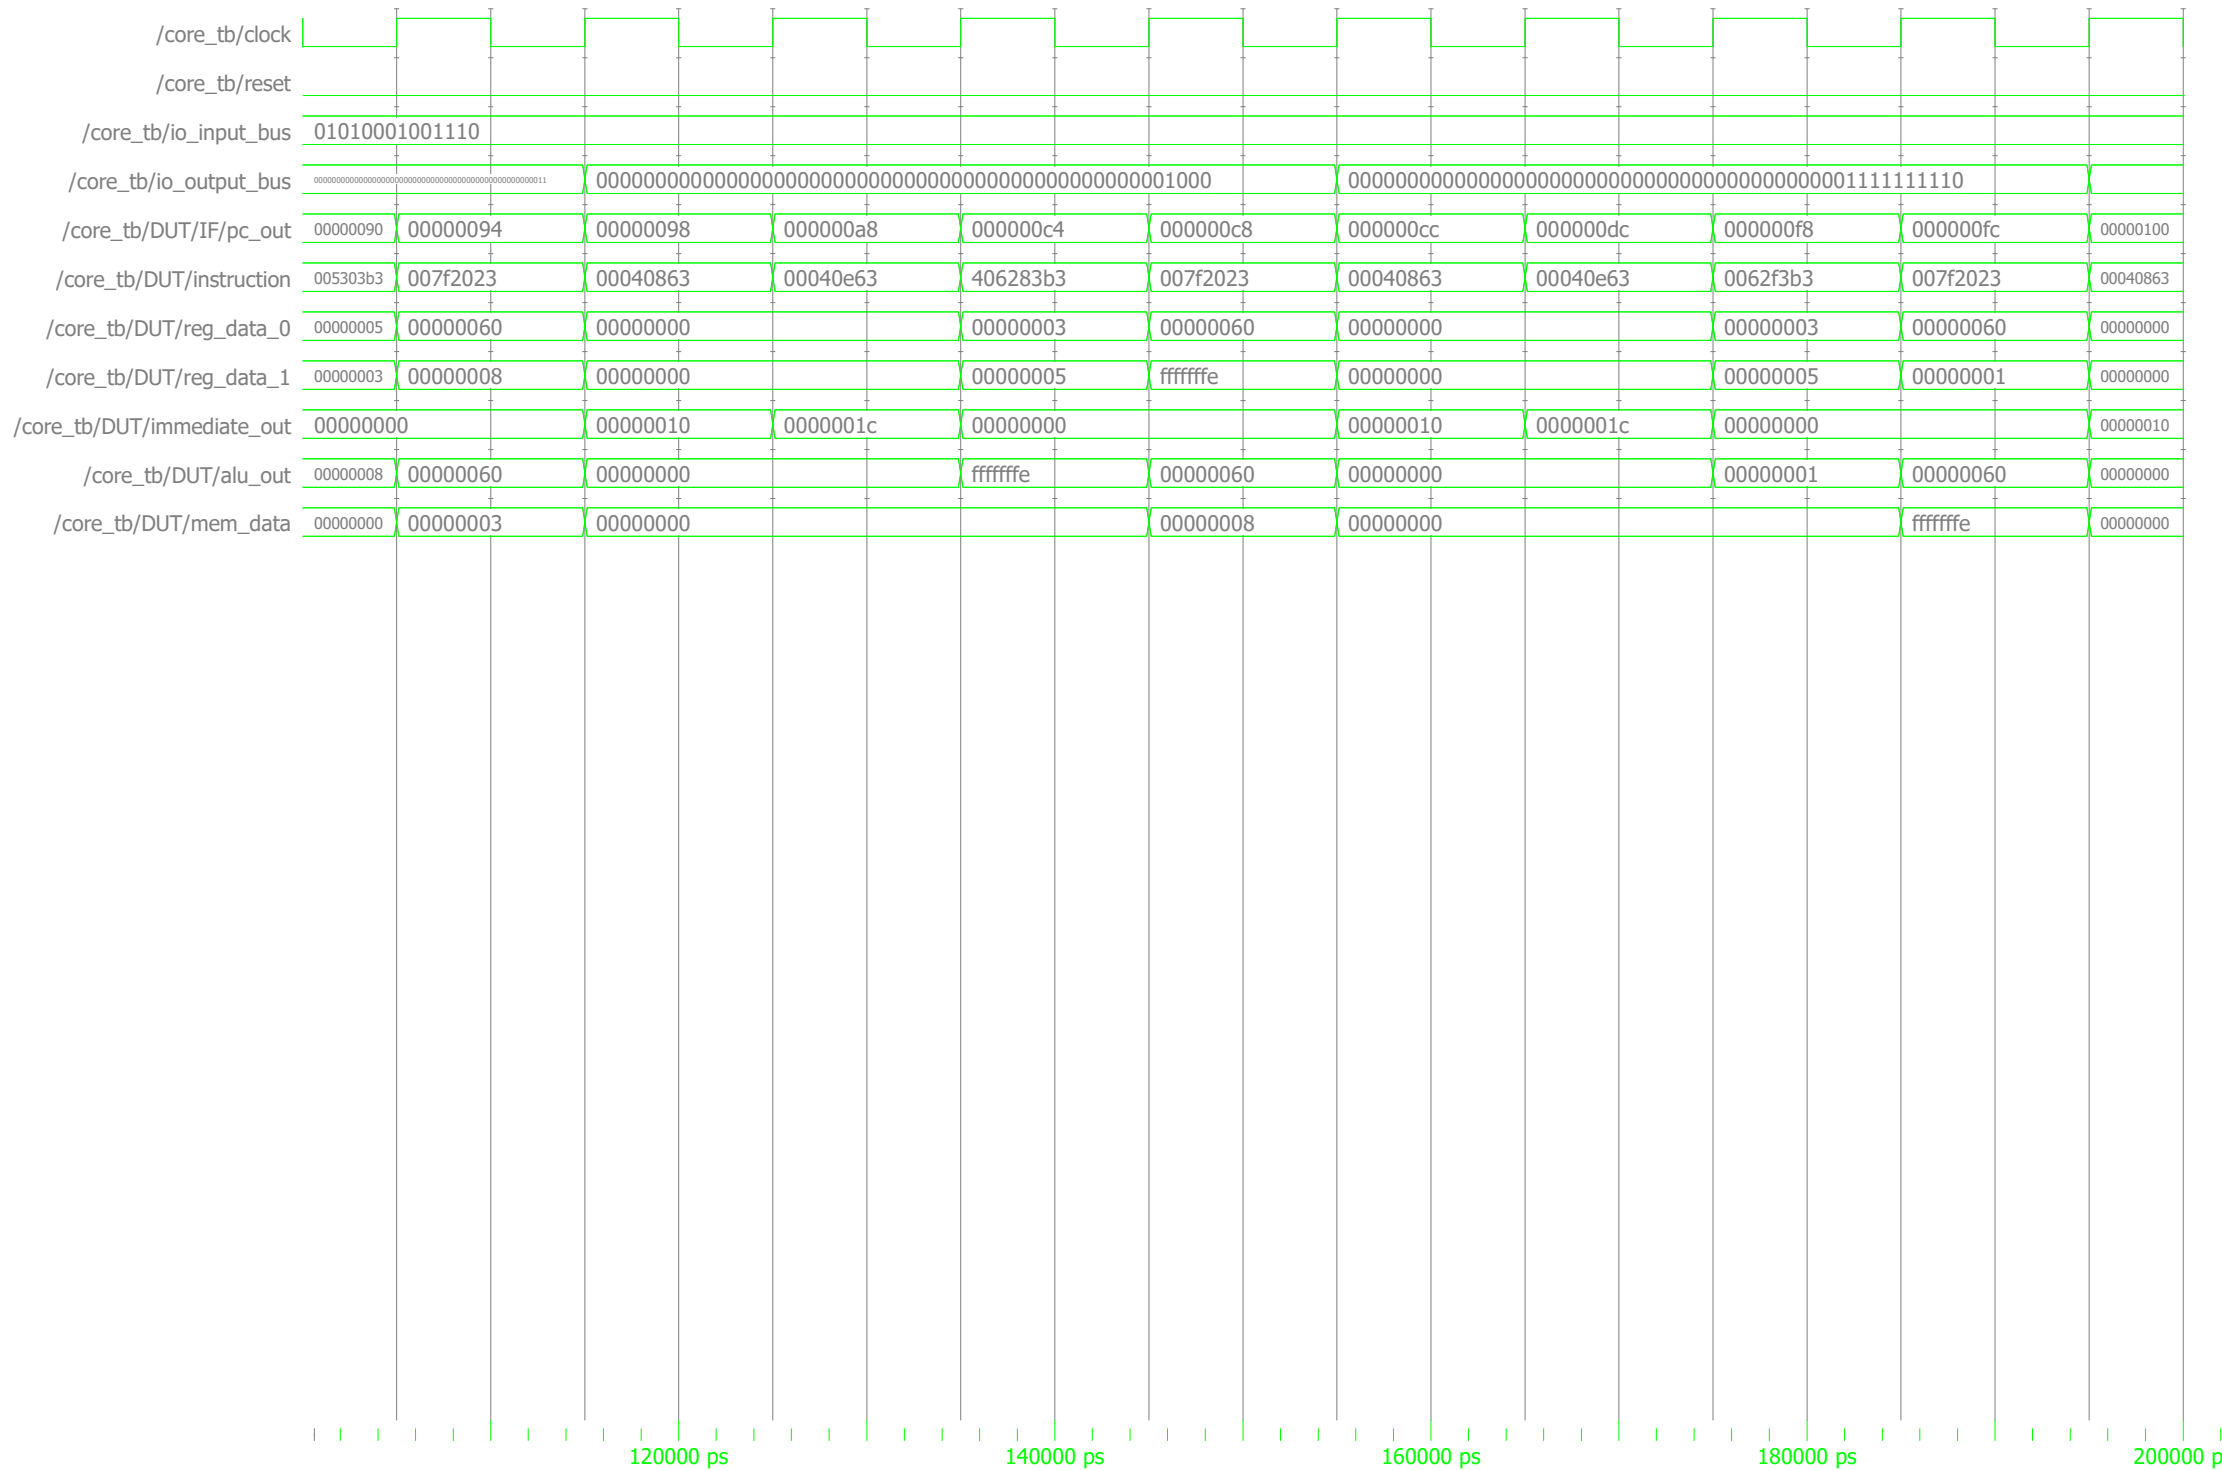 /core_tb/clock
/core_tb/reset
/core_tb/io_input_bus 01010001001110
/core_tb/io_output_bus 0000000000000000000000000000000000000000000000000011 0000000000000000000000000000000000000000000000001000 0000000000000000000000000000000000000000001111111110
/core_tb/DUT/IF/pc_out 00000090 00000094 00000098 000000a8 000000c4 000000c8 000000cc 000000dc 000000f8 000000fc 00000100
/core_tb/DUT/instruction 005303b3 007f2023 00040863 00040e63 406283b3 007f2023 00040863 00040e63 0062f3b3 007f2023 00040863
/core_tb/DUT/reg_data_0 00000005 00000060 00000000 00000003 00000060 00000000 00000003 00000060 00000000
/core_tb/DUT/reg_data_1 00000003 00000008 00000000 00000005 fffffffe 00000000 00000005 00000001 00000000
/core_tb/DUT/immediate_out 00000000 00000010 0000001c 00000000 00000010 0000001c 00000000 00000010
/core_tb/DUT/alu_out 00000008 00000060 00000000 fffffffe 00000060 00000000 00000001 00000060 00000000
/core_tb/DUT/mem_data 00000000 00000003 00000000 00000008 00000000 fffffffe 00000000
120000 ps 140000 ps 160000 ps 180000 ps 200000 p